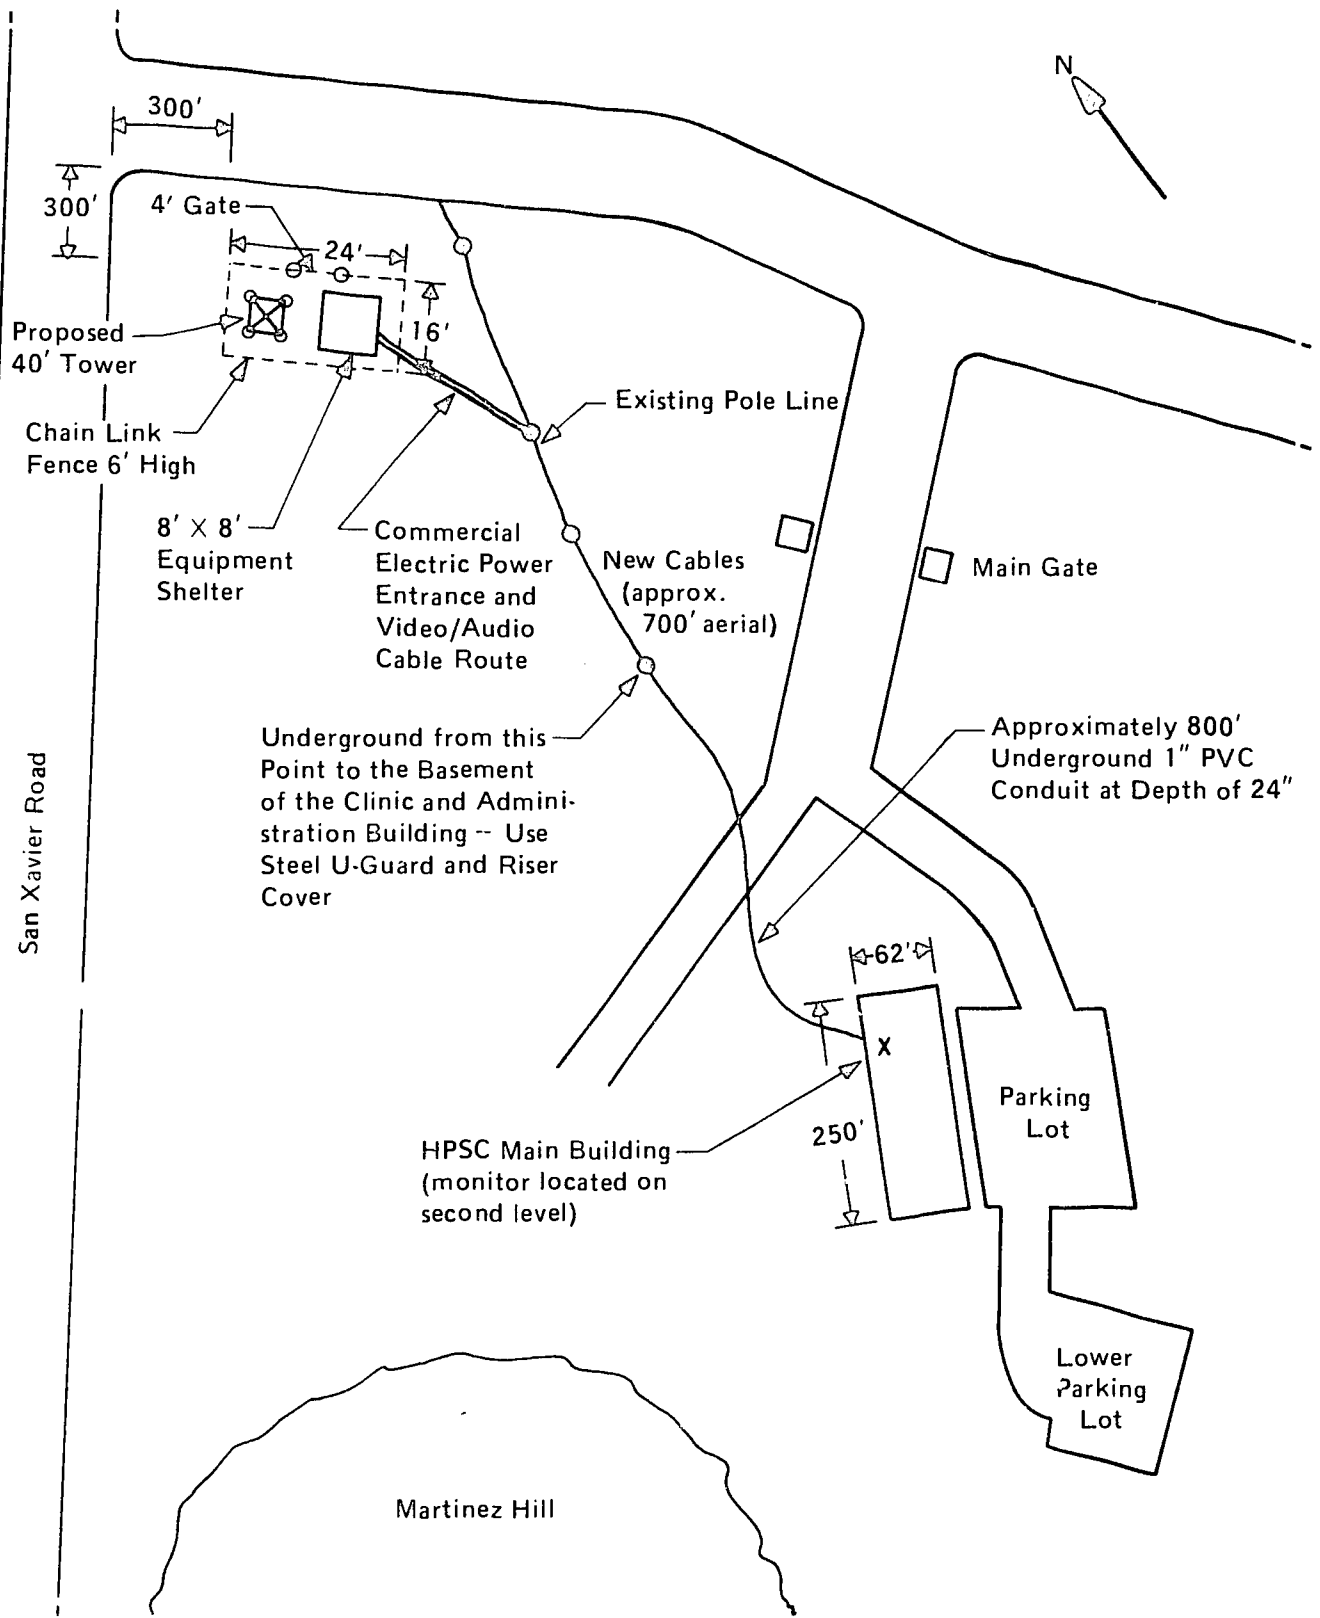 N
300'
300'
4' Gate
24'
16'
Proposed
40' Tower
Existing Pole Line
Chain Link
Fence 6' High
8' X 8'
Equipment
Shelter
Commercial
Electric Power
Entrance and
Video/Audio
Cable Route
New Cables
(approx.
700' aerial)
Main Gate
Underground from this
Point to the Basement
of the Clinic and Admini-
stration Building -- Use
Steel U-Guard and Riser
Cover
Approximately 800'
Underground 1" PVC
Conduit at Depth of 24"
San Xavier Road
62'
X
Parking
Lot
250'
HPSC Main Building
(monitor located on
second level)
Lower
Parking
Lot
Martinez Hill